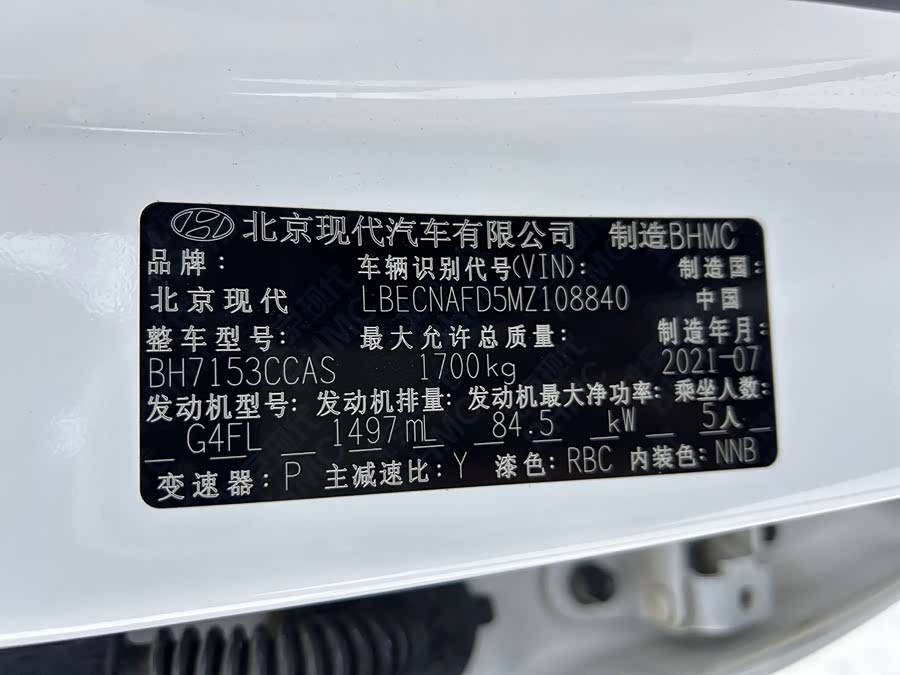 北京现代汽车有限公司 制造BHMC
品牌: 车辆识别代号(VIN): 制造国:
北京现代 LBECNAFD5MZ108840 中国
整车型号: 最大允许总质量: 制造年月:
BH7153CCAS 1700kg 2021-07
发动机型号: 发动机排量: 发动机最大净功率: 乘坐人数:
G4FL 1497mL 84.5 kW 5人
变速器: P 主减速比: Y 漆色: RBC 内装色: NNB